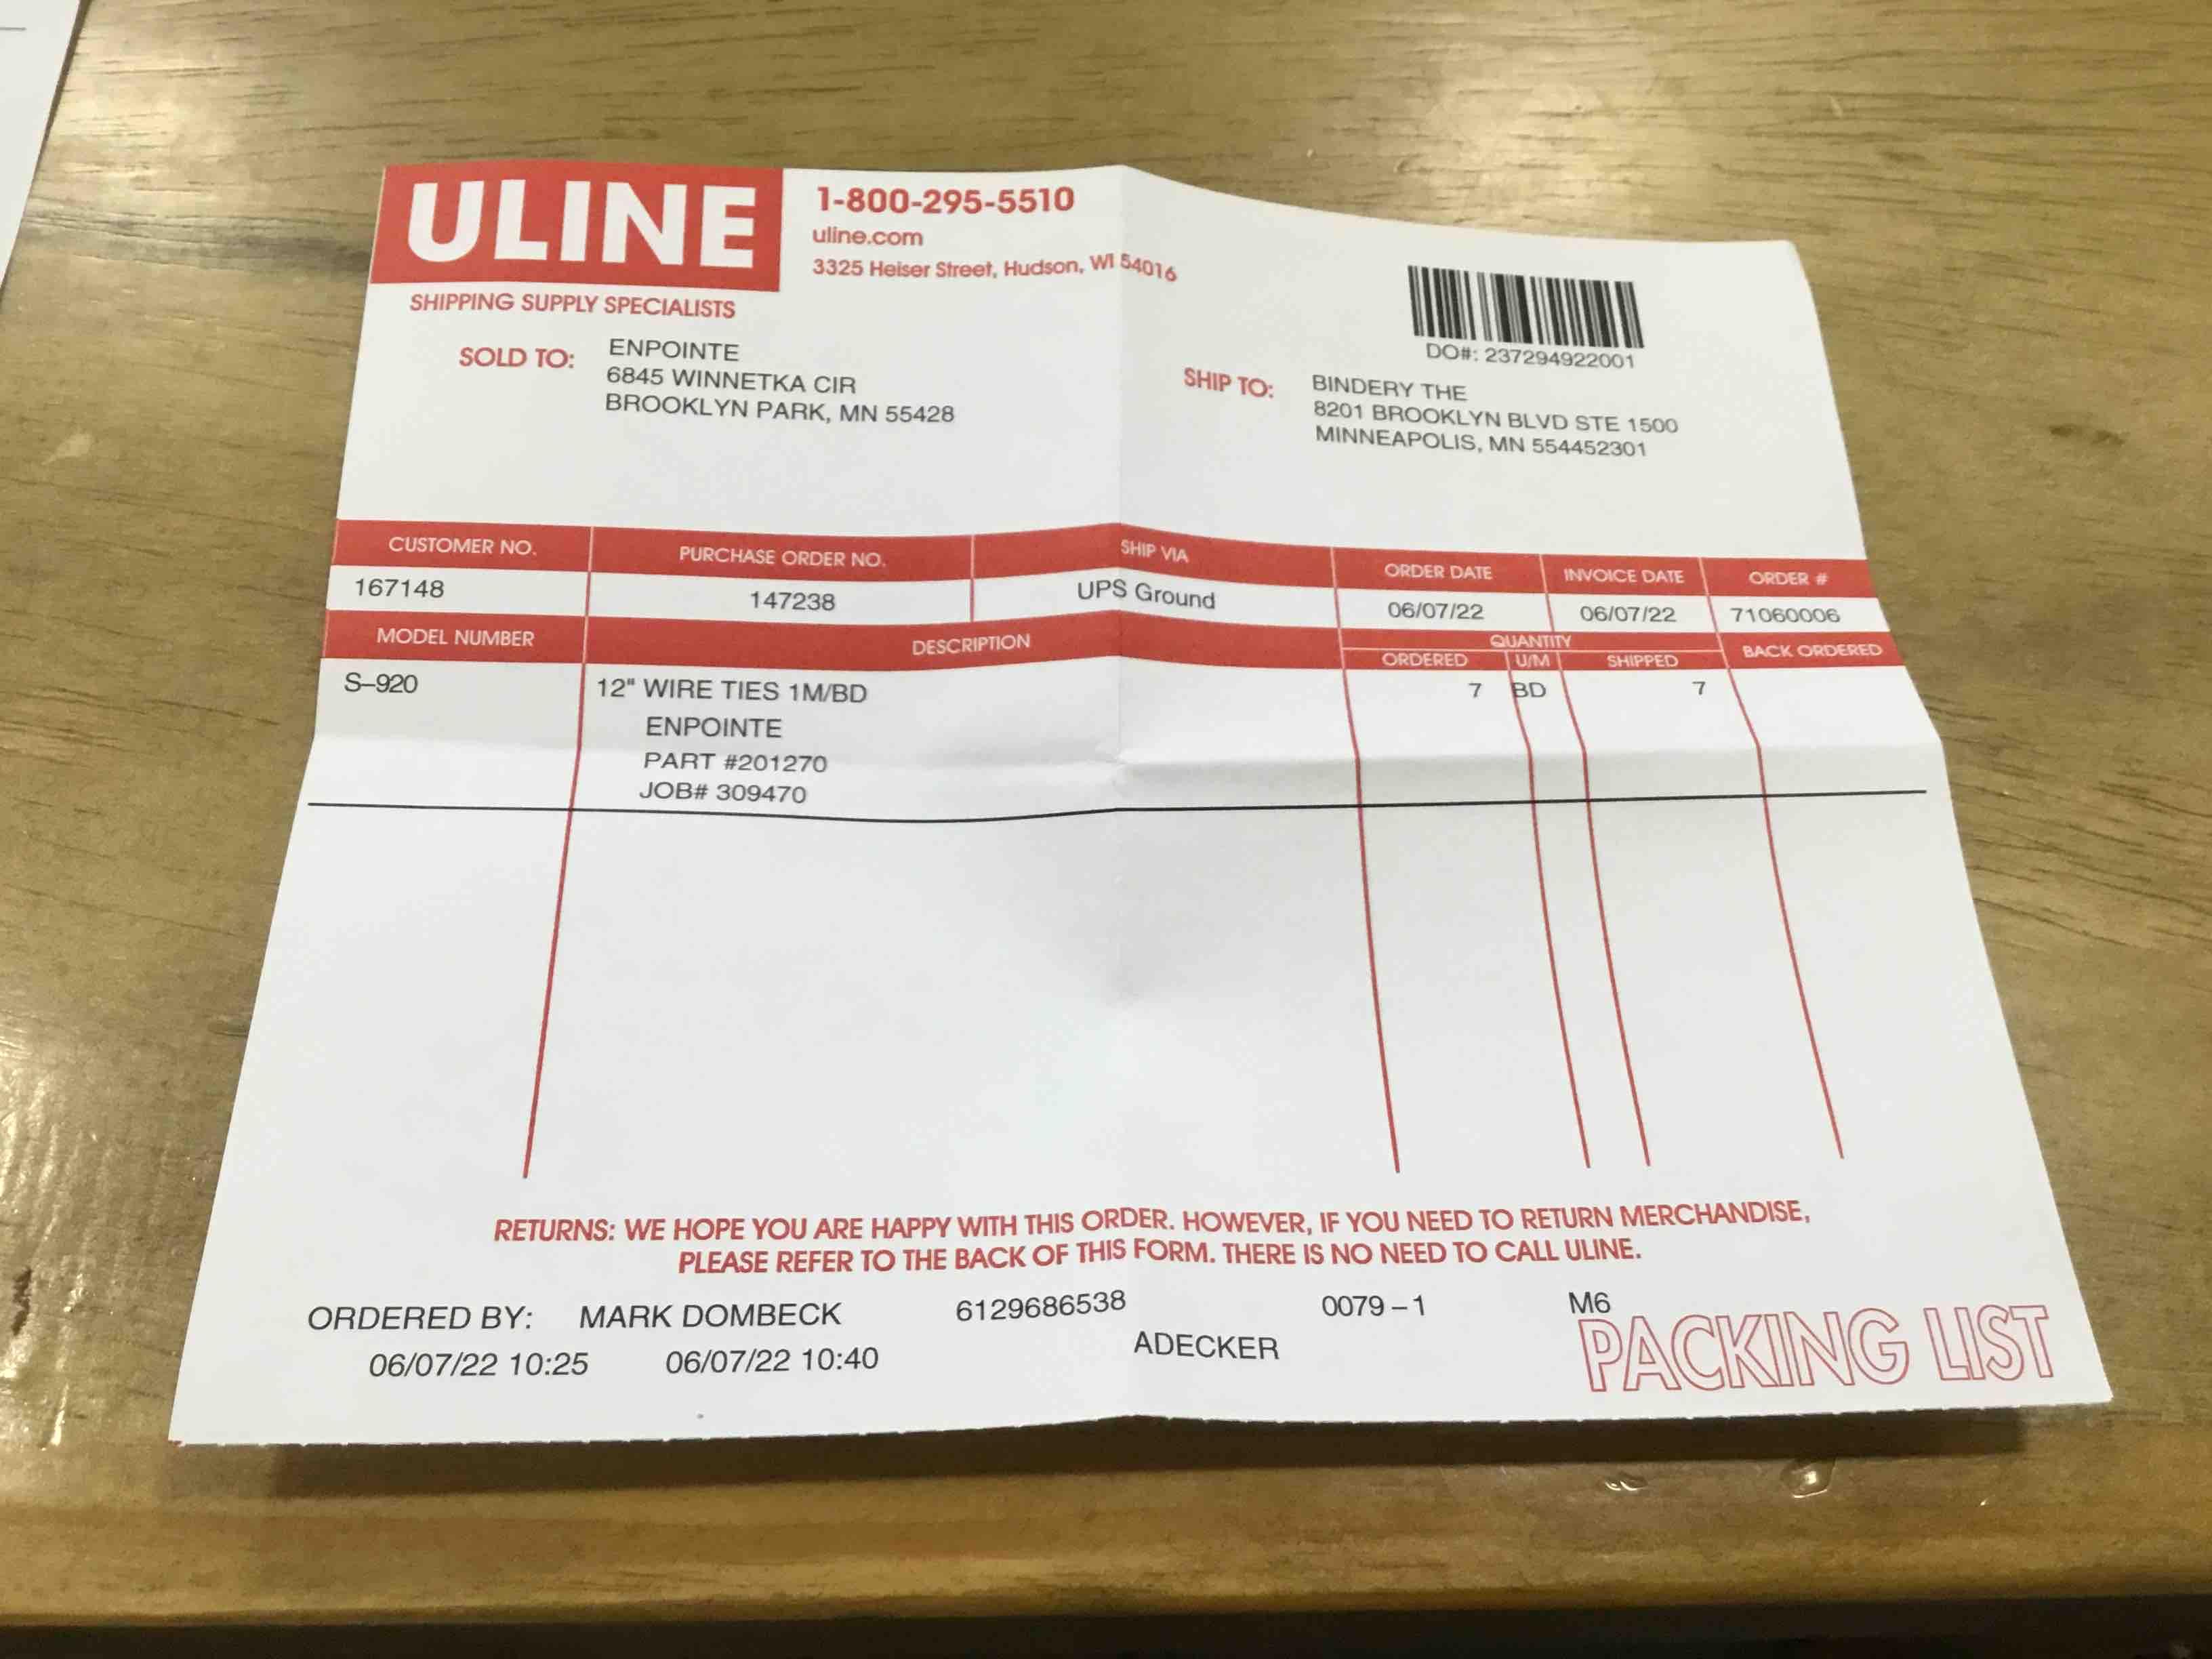 ULINE
1-800-295-5510
uline.com
3325 Heiser Street, Hudson, WI 54016
SHIPPING SUPPLY SPECIALISTS
DO#: 237294922001
SOLD TO:
ENPOINTE
6845 WINNETKA CIR
BROOKLYN PARK, MN 55428
SHIP TO:
BINDERY THE
8201 BROOKLYN BLVD STE 1500
MINNEAPOLIS, MN 554452301
CUSTOMER NO. PURCHASE ORDER NO. SHIP VIA ORDER DATE INVOICE DATE ORDER #
167148 147238 UPS Ground 06/07/22 06/07/22 71060006
MODEL NUMBER DESCRIPTION QUANTITY BACK ORDERED
ORDERED U/M SHIPPED
S-920 12" WIRE TIES 1M/BD 7 BD 7
ENPOINTE
PART #201270
JOB# 309470
RETURNS: WE HOPE YOU ARE HAPPY WITH THIS ORDER. HOWEVER, IF YOU NEED TO RETURN MERCHANDISE,
PLEASE REFER TO THE BACK OF THIS FORM. THERE IS NO NEED TO CALL ULINE.
ORDERED BY: MARK DOMBECK 6129686538 0079-1 M6
06/07/22 10:25 06/07/22 10:40 ADECKER
PACKING LIST